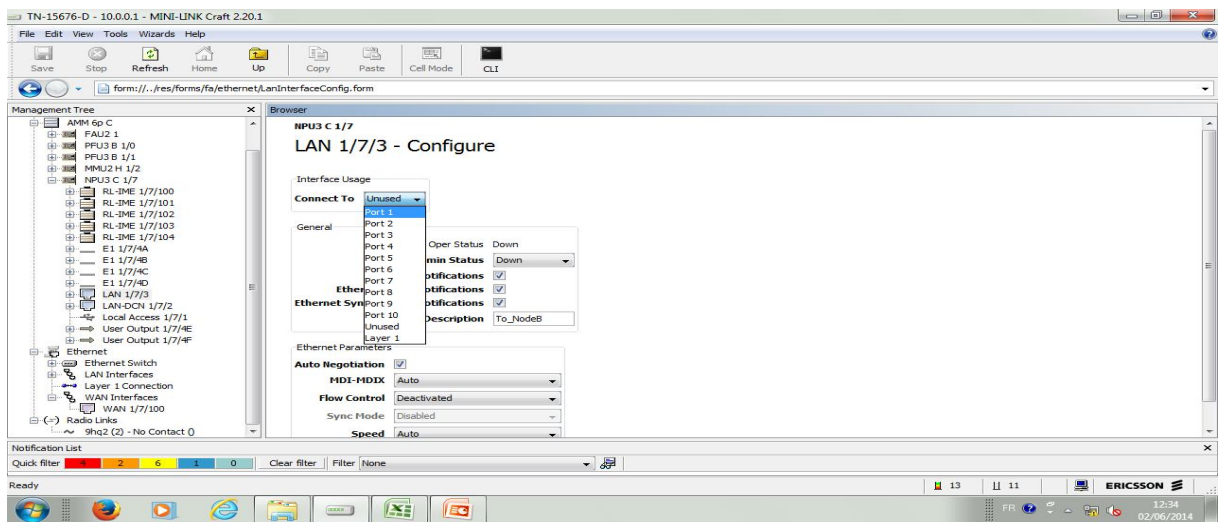 TN-15676-D - 10.0.0.1 - MINI-LINK Craft 2.20.1
File Edit View Tools Wizards Help
Save Stop Refresh Home Up Copy Paste Cell Mode CLI
form://../res/forms/fa/ethernet/LanInterfaceConfig.form
Management Tree
AMM 6p C
FAU2 1
PFU3 B 1/0
PFU3 B 1/1
MMU2 H 1/2
NPU3 C 1/7
RL-IME 1/7/100
RL-IME 1/7/101
RL-IME 1/7/102
RL-IME 1/7/103
RL-IME 1/7/104
E1 1/7/4A
E1 1/7/4B
E1 1/7/4C
E1 1/7/4D
LAN 1/7/3
LAN-DCN 1/7/2
Local Access 1/7/1
User Output 1/7/4E
User Output 1/7/4F
Ethernet
Ethernet Switch
LAN Interfaces
Layer 1 Connection
WAN Interfaces
WAN 1/7/100
Radio Links
9hq2 (2) - No Contact ()
Browser
NPU3 C 1/7
LAN 1/7/3 - Configure
Interface Usage
Connect To Unused
Port 1
Port 2
Port 3
Port 4
Port 5
Port 6
Port 7
Port 8
Port 9
Port 10
Unused
Layer 1
General
Oper Status Down
min Status Down
otifications
Ether otifications
Ethernet Syn otifications
Description To_NodeB
Ethernet Parameters
Auto Negotiation
MDI-MDIX Auto
Flow Control Deactivated
Sync Mode Disabled
Speed Auto
Notification List
Quick filter 4 2 6 1 0 Clear filter Filter None
Ready 13 11 ERICSSON
FR 12:34
02/06/2014